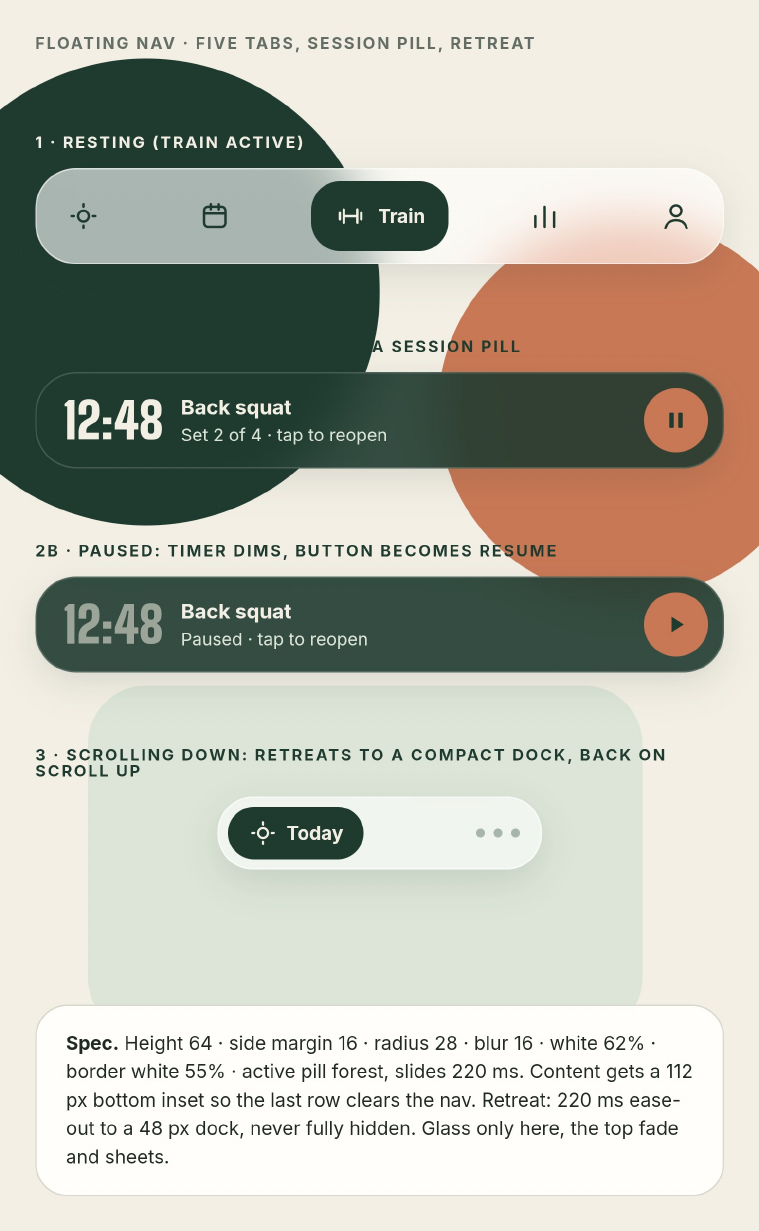 FLOATING NAV · FIVE TABS, SESSION PILL, RETREAT
1 · RESTING (TRAIN ACTIVE)
Train
A SESSION PILL
12:48
Back squat
Set 2 of 4 · tap to reopen
2B · PAUSED: TIMER DIMS, BUTTON BECOMES RESUME
12:48
Back squat
Paused · tap to reopen
3 · SCROLLING DOWN: RETREATS TO A COMPACT DOCK, BACK ON
SCROLL UP
Today
Spec. Height 64 · side margin 16 · radius 28 · blur 16 · white 62% ·
border white 55% · active pill forest, slides 220 ms. Content gets a 112
px bottom inset so the last row clears the nav. Retreat: 220 ms ease-
out to a 48 px dock, never fully hidden. Glass only here, the top fade
and sheets.